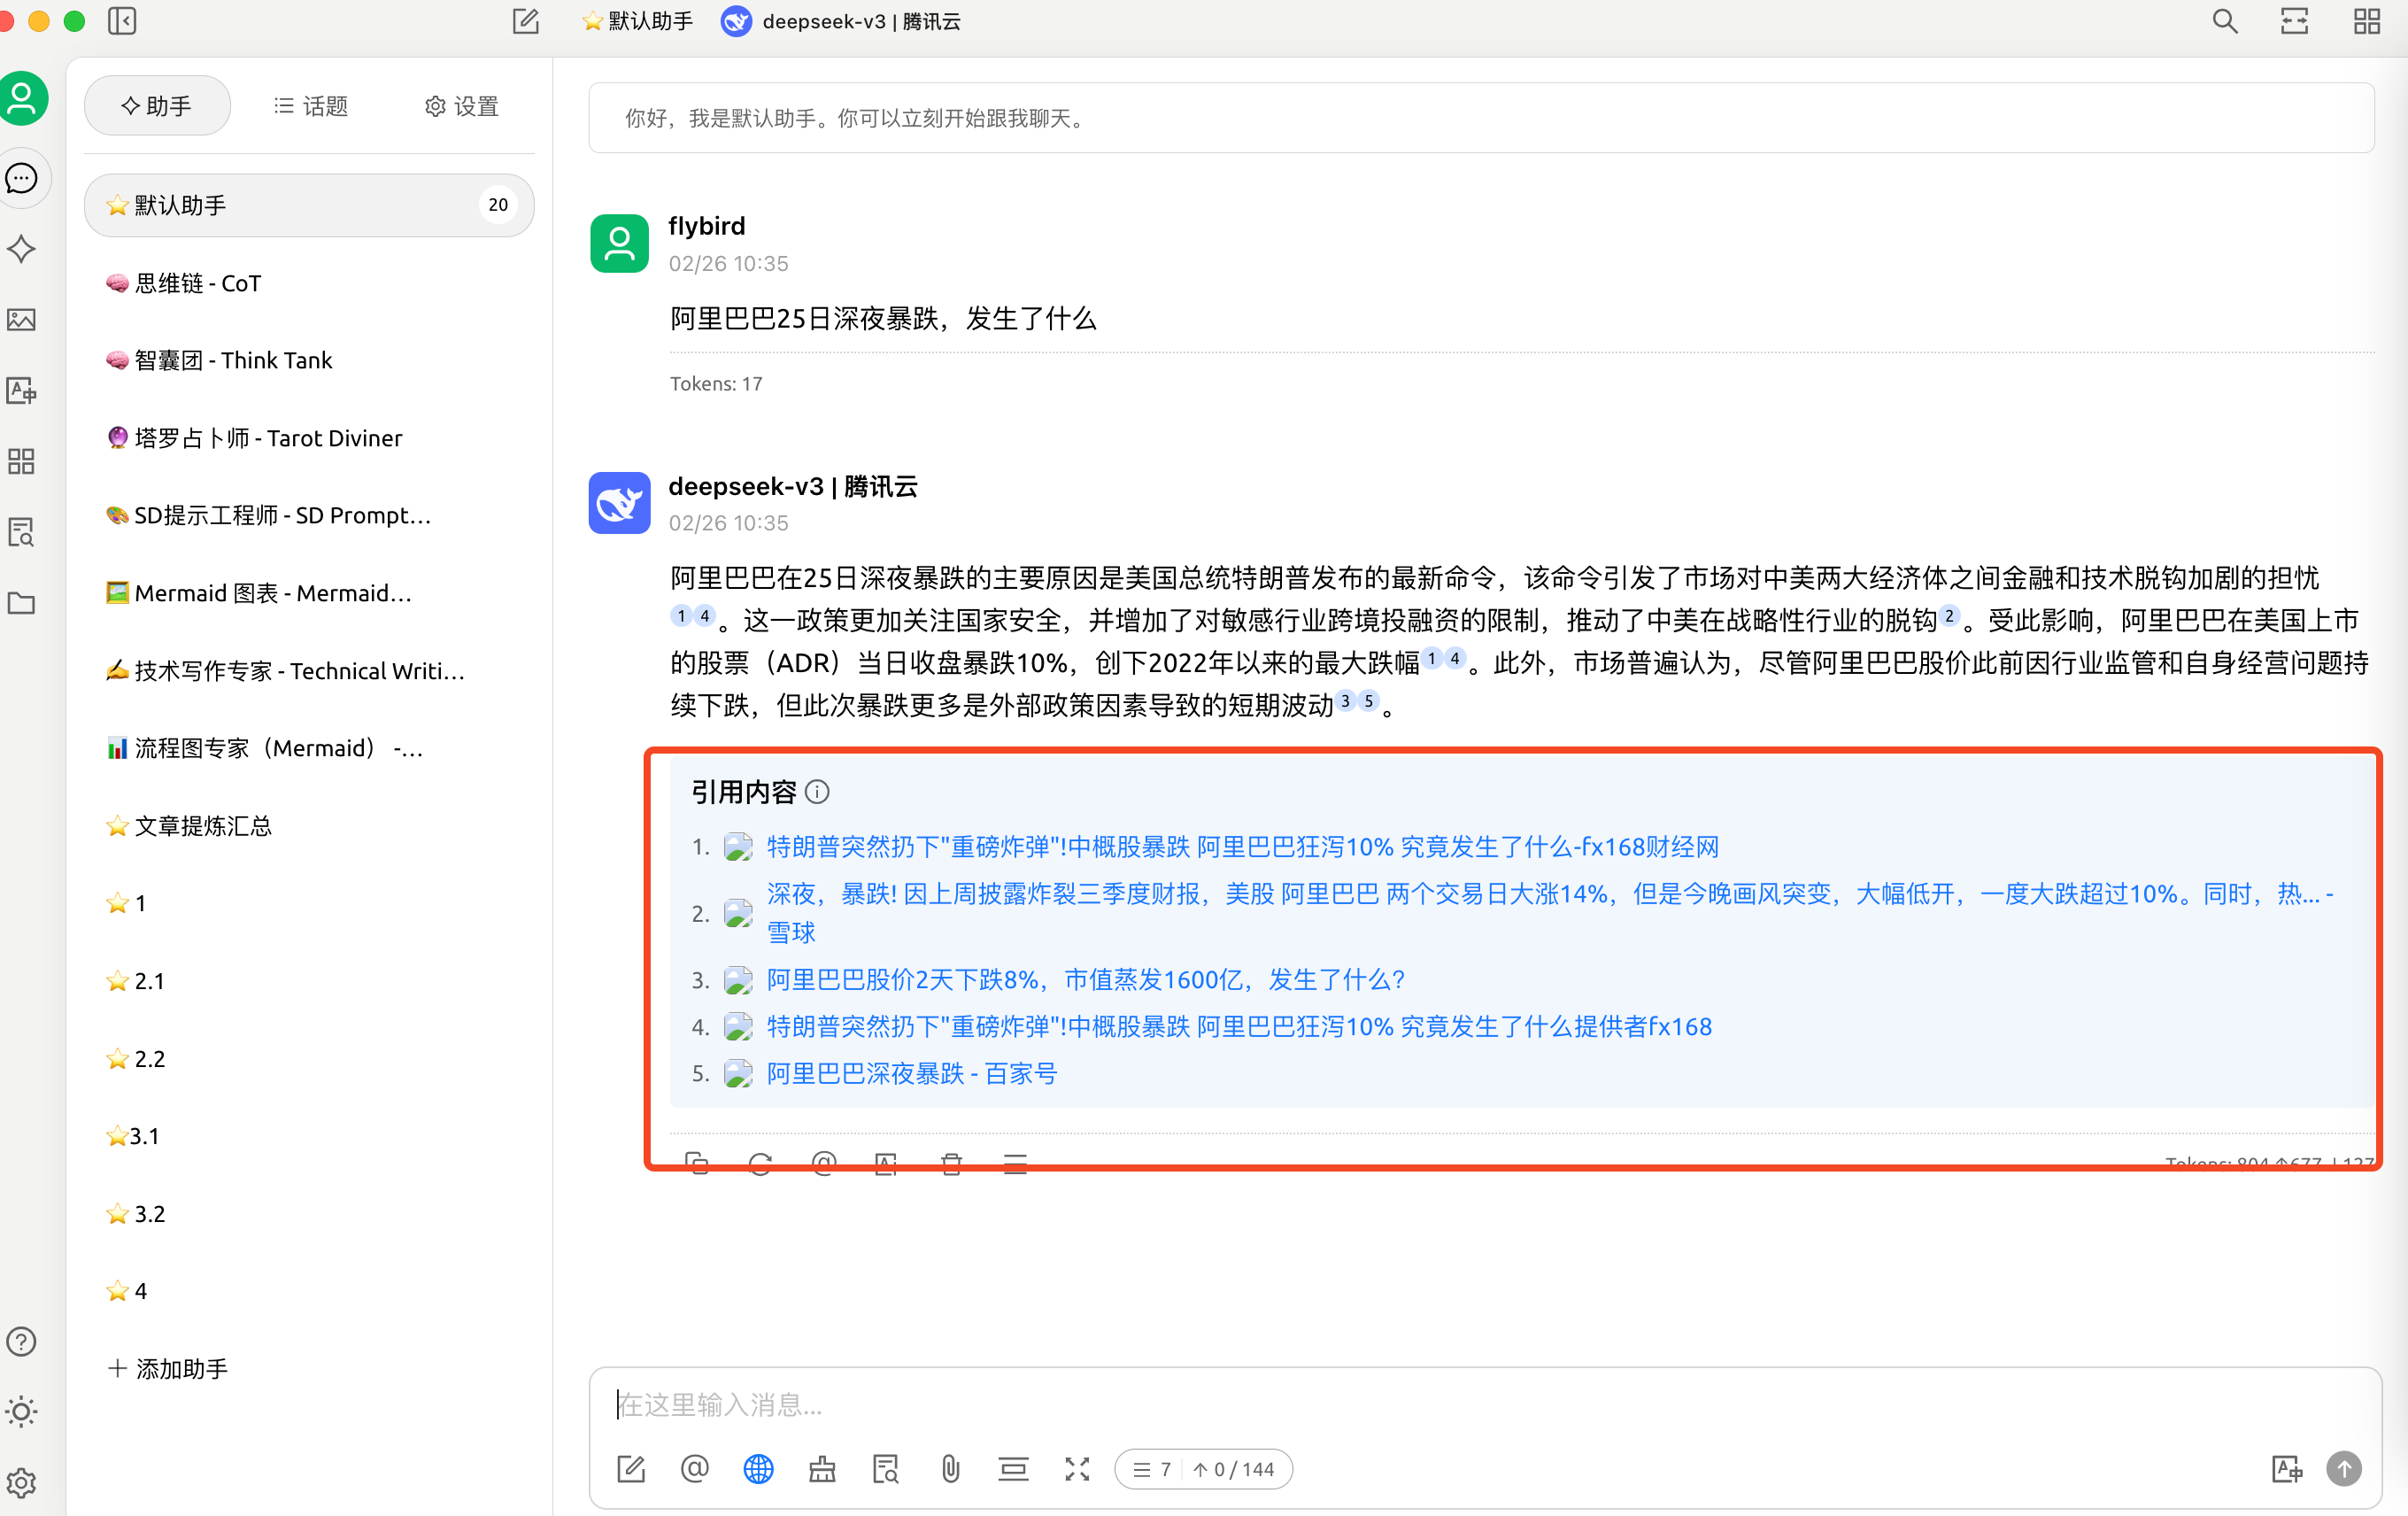 默认助手
deepseek-v3 | 腾讯云
助手
话题
设置
默认助手
20
思维链 - CoT
智囊团 - Think Tank
塔罗占卜师 - Tarot Diviner
SD提示工程师 - SD Prompt...
Mermaid 图表 - Mermaid...
技术写作专家 - Technical Writi...
流程图专家（Mermaid） -...
文章提炼汇总
1
2.1
2.2
3.1
3.2
4
添加助手
你好，我是默认助手。你可以立刻开始跟我聊天。
flybird
02/26 10:35
阿里巴巴25日深夜暴跌，发生了什么
Tokens: 17
deepseek-v3 | 腾讯云
02/26 10:35
阿里巴巴在25日深夜暴跌的主要原因是美国总统特朗普发布的最新命令，该命令引发了市场对中美两大经济体之间金融和技术脱钩加剧的担忧
1 4 。这一政策更加关注国家安全，并增加了对敏感行业跨境投融资的限制，推动了中美在战略性行业的脱钩 2 。受此影响，阿里巴巴在美国上市
的股票（ADR）当日收盘暴跌10%，创下2022年以来的最大跌幅 1 4 。此外，市场普遍认为，尽管阿里巴巴股价此前因行业监管和自身经营问题持
续下跌，但此次暴跌更多是外部政策因素导致的短期波动 3 5 。
引用内容
1. 特朗普突然扔下"重磅炸弹"!中概股暴跌 阿里巴巴狂泻10% 究竟发生了什么-fx168财经网
2. 深夜，暴跌! 因上周披露炸裂三季度财报，美股 阿里巴巴 两个交易日大涨14%，但是今晚画风突变，大幅低开，一度大跌超过10%。同时，热... -
雪球
3. 阿里巴巴股价2天下跌8%，市值蒸发1600亿，发生了什么?
4. 特朗普突然扔下"重磅炸弹"!中概股暴跌 阿里巴巴狂泻10% 究竟发生了什么提供者fx168
5. 阿里巴巴深夜暴跌 - 百家号
Tokens: 804 ↑677 ↓127
在这里输入消息...
7 ↑ 0 / 144